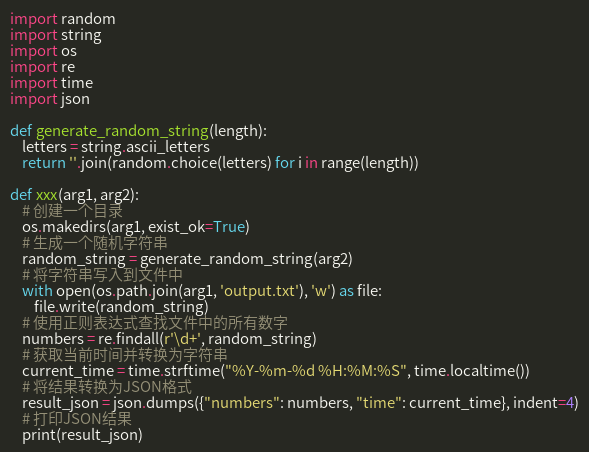 import random
import string
import os
import re
import time
import json

def generate_random_string(length):
    letters = string.ascii_letters
    return ''.join(random.choice(letters) for i in range(length))

def xxx(arg1, arg2):
    # 创建一个目录
    os.makedirs(arg1, exist_ok=True)
    # 生成一个随机字符串
    random_string = generate_random_string(arg2)
    # 将字符串写入到文件中
    with open(os.path.join(arg1, 'output.txt'), 'w') as file:
        file.write(random_string)
    # 使用正则表达式查找文件中的所有数字
    numbers = re.findall(r'\d+', random_string)
    # 获取当前时间并转换为字符串
    current_time = time.strftime("%Y-%m-%d %H:%M:%S", time.localtime())
    # 将结果转换为JSON格式
    result_json = json.dumps({"numbers": numbers, "time": current_time}, indent=4)
    # 打印JSON结果
    print(result_json)